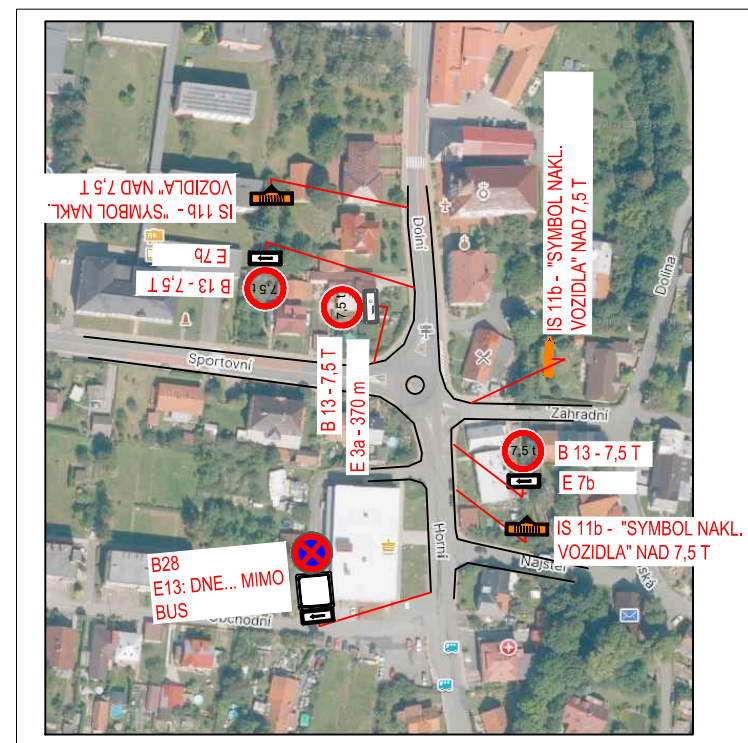 IS 11b - "SYMBOL NAKL.
VOZIDLA" NAD 7,5 T
E 7b
B 13 - 7,5 T
7,5 t
7,5 t
B 13 - 7,5 T
E 3a - 370 m
IS 11b - "SYMBOL NAKL.
VOZIDLA" NAD 7,5 T
Dolní
Dolina
Sportovní
Zahradní
7,5 t
B 13 - 7,5 T
E 7b
IS 11b - "SYMBOL NAKL.
VOZIDLA" NAD 7,5 T
Horní
B28
E13: DNE... MIMO
BUS